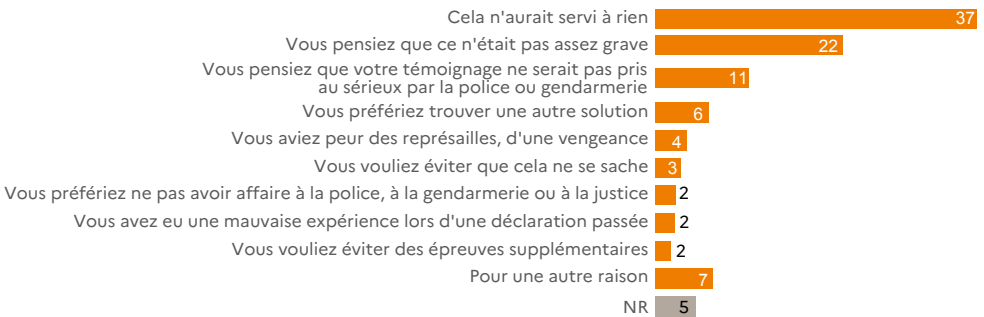 Cela n'aurait servi à rien 37
Vous pensiez que ce n'était pas assez grave 22
Vous pensiez que votre témoignage ne serait pas pris
au sérieux par la police ou gendarmerie 11
Vous préfériez trouver une autre solution 6
Vous aviez peur des représailles, d'une vengeance 4
Vous vouliez éviter que cela ne se sache 3
Vous préfériez ne pas avoir affaire à la police, à la gendarmerie ou à la justice 2
Vous avez eu une mauvaise expérience lors d'une déclaration passée 2
Vous vouliez éviter des épreuves supplémentaires 2
Pour une autre raison 7
NR 5